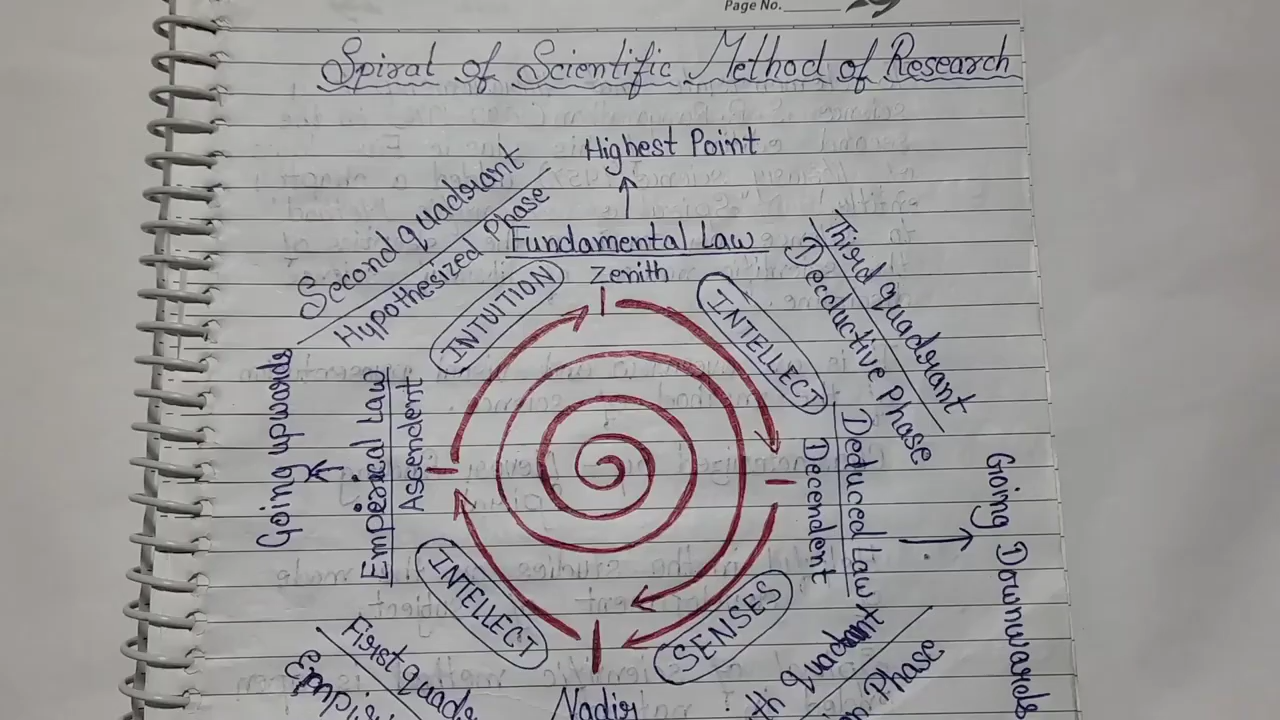 Page No.
Spiral of Scientific Method of Research
Highest Point
Second quadrant
Hypothesized Phase
Fundamental Law
Zenith
Third quadrant
Deductive Phase
INTUITION
INTELLECT
Going upwards
Empirical Law
Ascendent
Decendent
Deduced Law
Going Downwards
INTELLECT
SENSES
First quad
quadrant
Phase
Nadir